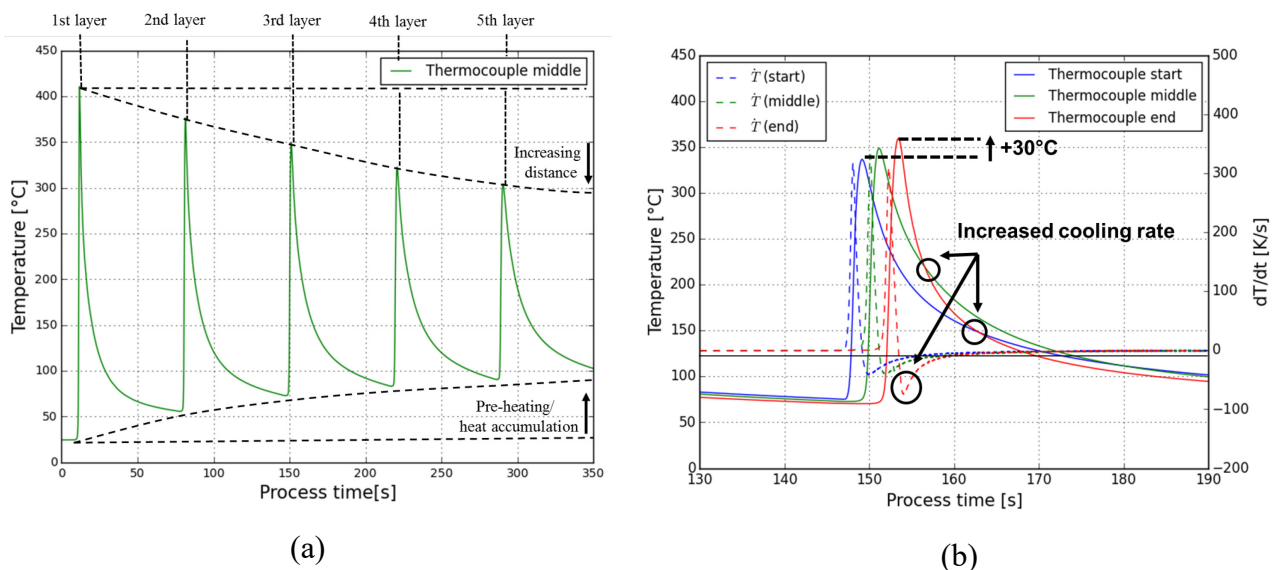 1st layer
2nd layer
3rd layer
4th layer
5th layer
450
400
350
300
250
200
150
100
50
0
Temperature [°C]
Thermocouple middle
Increasing
distance
Pre-heating/
heat accumulation
0
50
100
150
200
250
300
350
Process time[s]
(a)
450
400
350
300
250
200
150
100
50
0
Temperature [°C]
Ṫ (start)
Ṫ (middle)
Ṫ (end)
Thermocouple start
Thermocouple middle
Thermocouple end
+30°C
Increased cooling rate
500
400
300
200
100
0
−100
−200
dT/dt [K/s]
130
140
150
160
170
180
190
Process time [s]
(b)